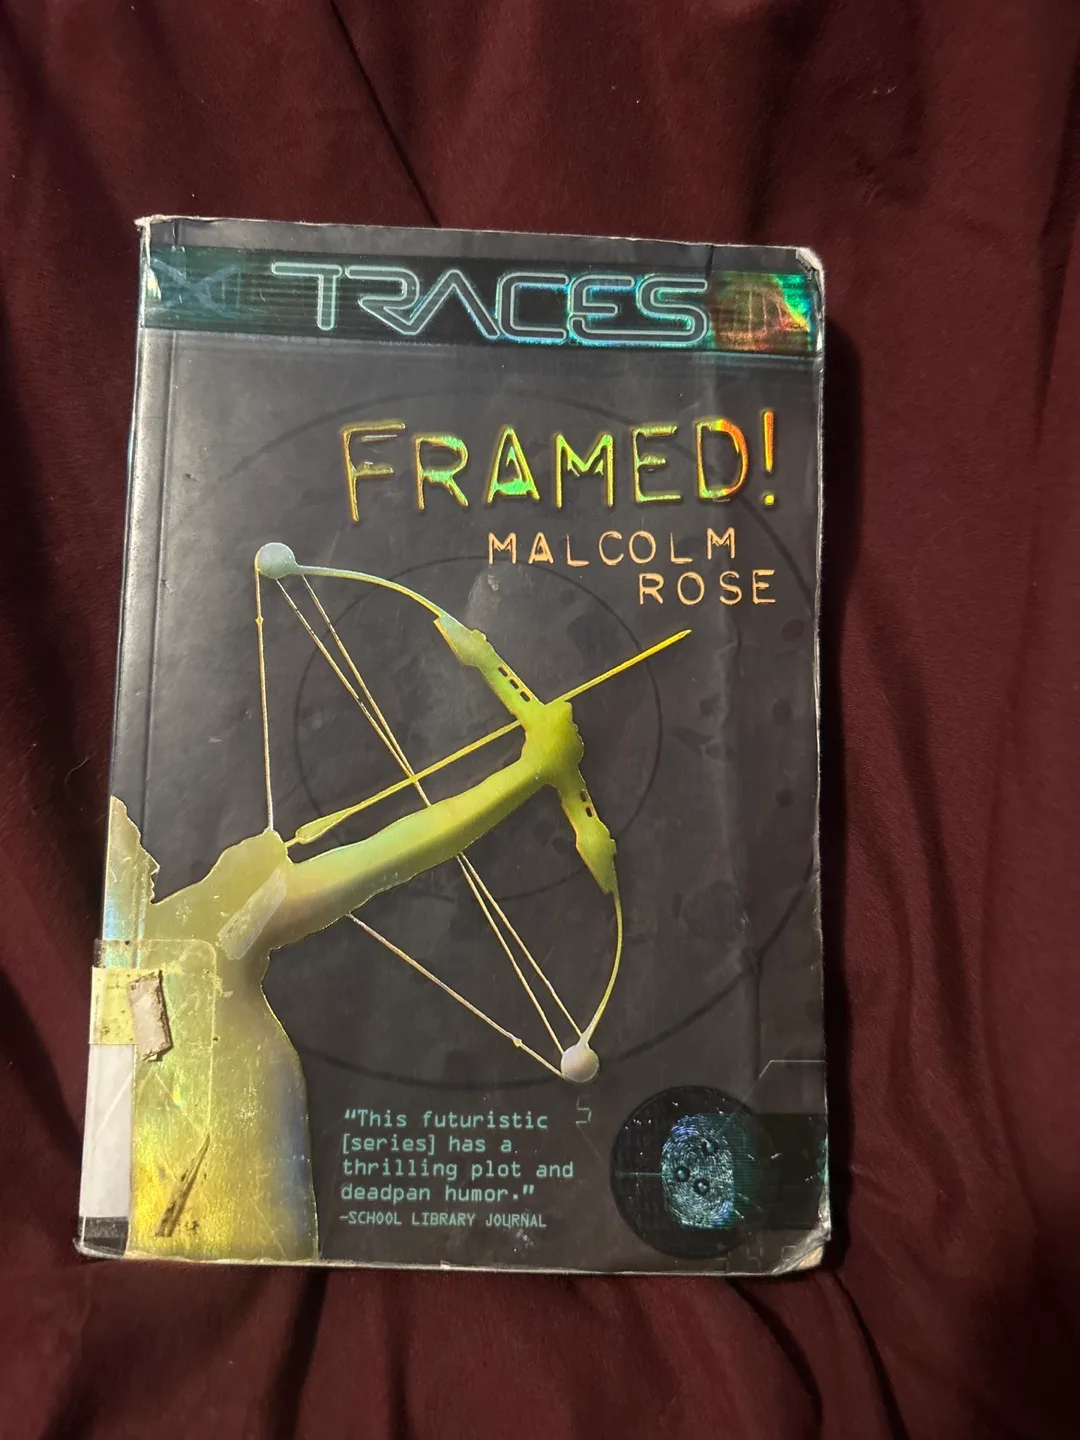 TRACES
FRAMED!
MALCOLM
ROSE
"This futuristic
[series] has a
thrilling plot and
deadpan humor."
-SCHOOL LIBRARY JOURNAL